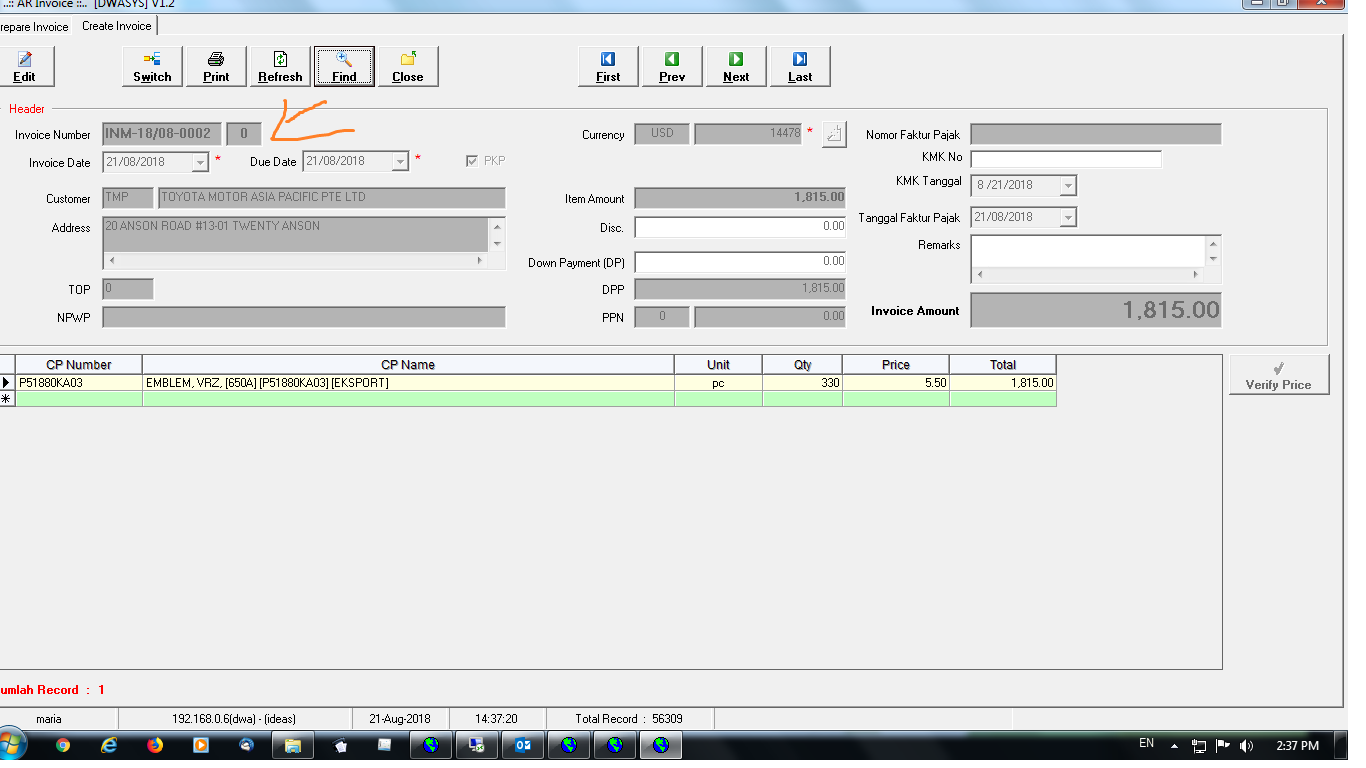 ..:: AR Invoice ::.. [DWASYS] V1.2
repare Invoice Create Invoice
Edit Switch Print Refresh Find Close First Prev Next Last
Header
Invoice Number INM-18/08-0002 0 Currency USD 14478 * Nomor Faktur Pajak
Invoice Date 21/08/2018 * Due Date 21/08/2018 * PKP KMK No
KMK Tanggal 8 /21/2018
Customer TMP TOYOTA MOTOR ASIA PACIFIC PTE LTD Item Amount 1,815.00
Address 20 ANSON ROAD #13-01 TWENTY ANSON Disc. 0.00 Tanggal Faktur Pajak 21/08/2018
Remarks
Down Payment (DP) 0.00
TOP 0 DPP 1,815.00
NPWP PPN 0 0.00 Invoice Amount 1,815.00
CP Number CP Name Unit Qty Price Total
P51880KA03 EMBLEM, VRZ, [650A] [P51880KA03] [EKSPORT] pc 330 5.50 1,815.00
Verify Price
umlah Record : 1
maria 192.168.0.6(dwa) - (ideas) 21-Aug-2018 14:37:20 Total Record : 56309
EN 2:37 PM